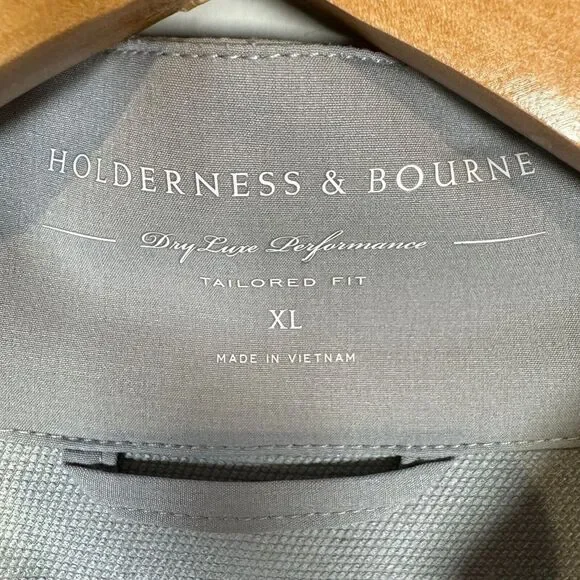 HOLDERNESS & BOURNE
Dry Luxe Performance
TAILORED FIT
XL
MADE IN VIETNAM